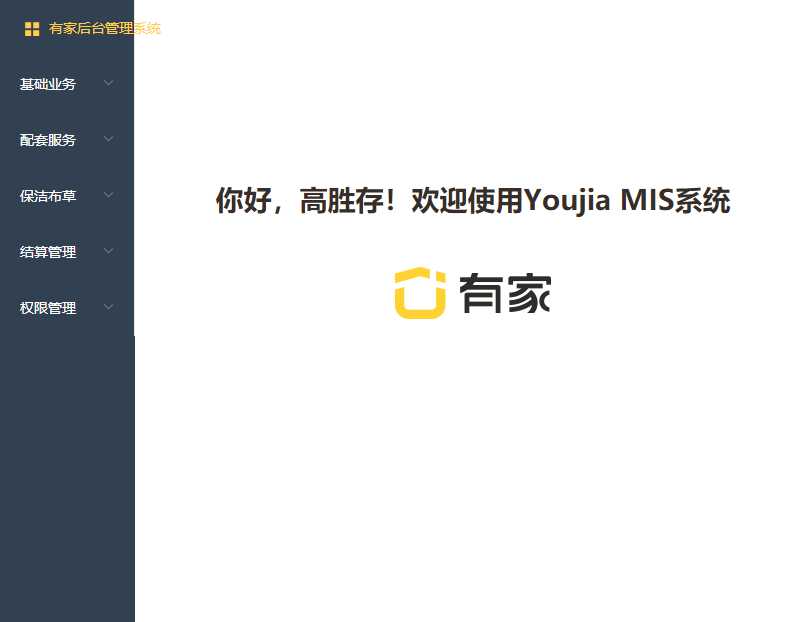 有家后台管理系统
基础业务
配套服务
保洁布草
结算管理
权限管理
你好，高胜存！欢迎使用Youjia MIS系统
有家